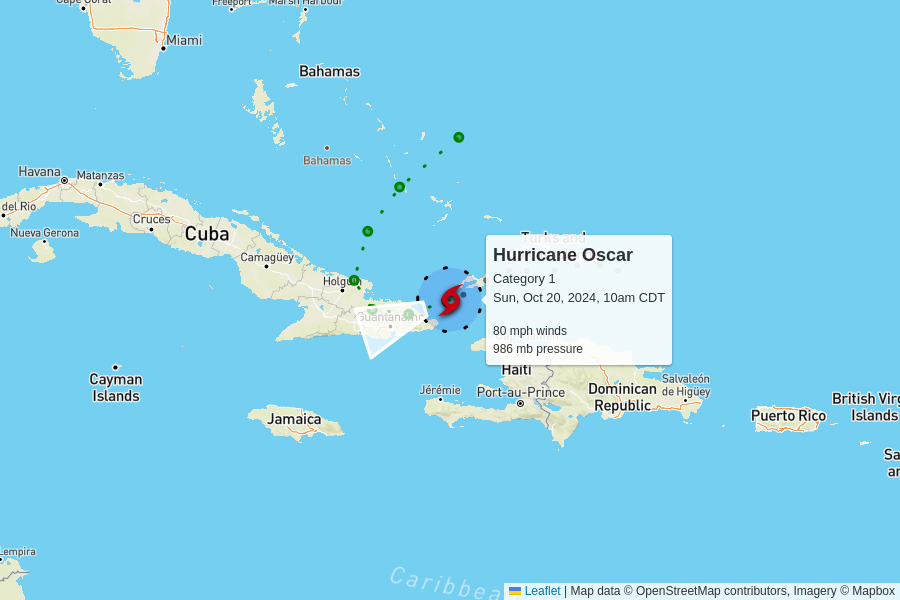 Cape Coral
Freeport
Marsh Harbour
Miami
Bahamas
Bahamas
Havana
Matanzas
del Rio
Nueva Gerona
Cruces
Cuba
Camagüey
Holguín
Guantanamo
Turks and
Hurricane Oscar
Category 1
Sun, Oct 20, 2024, 10am CDT
80 mph winds
986 mb pressure
Cayman
Islands
Jamaica
Jérémie
Haiti
Port-au-Prince
Dominican
Republic
Salvaleón
de Higüey
Puerto Rico
British Virg
Islands
Sa
an
Lempira
Caribbea
Leaflet | Map data © OpenStreetMap contributors, Imagery © Mapbox